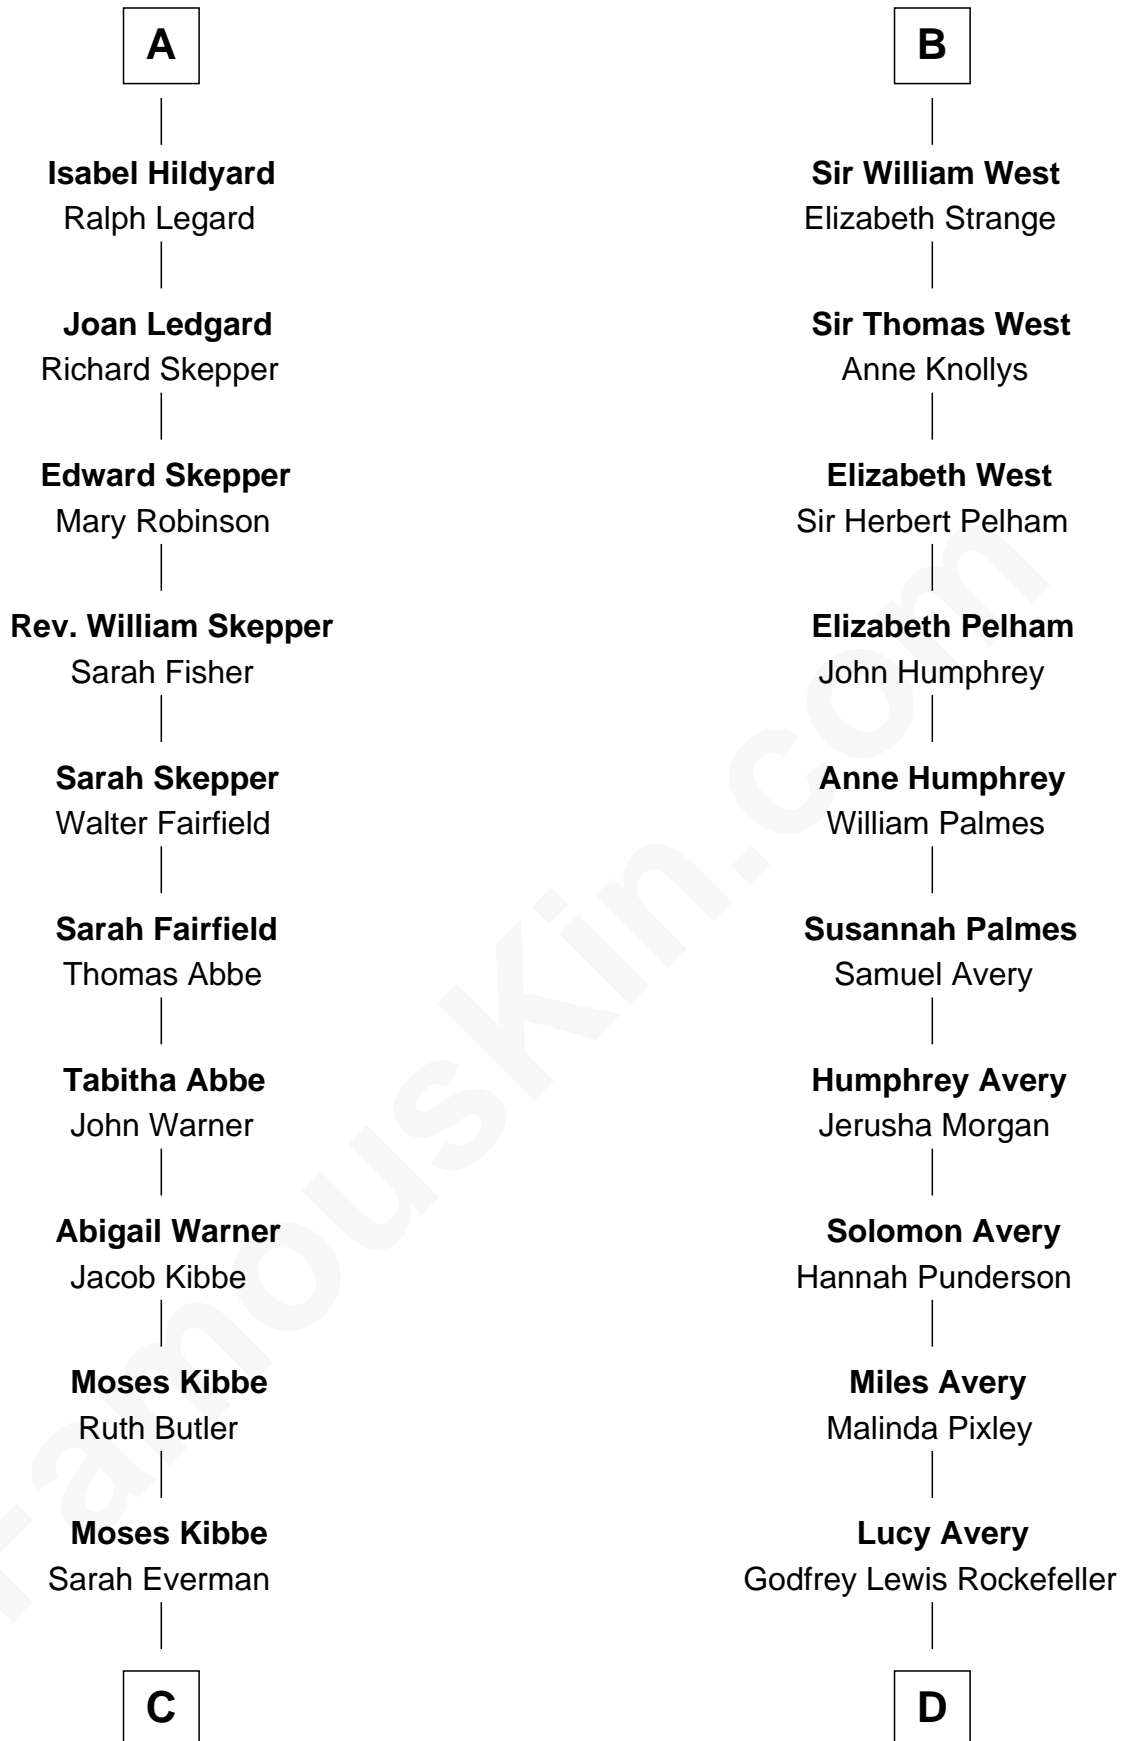 A
Isabel Hildyard
Ralph Legard
Joan Ledgard
Richard Skepper
Edward Skepper
Mary Robinson
Rev. William Skepper
Sarah Fisher
Sarah Skepper
Walter Fairfield
Sarah Fairfield
Thomas Abbe
Tabitha Abbe
John Warner
Abigail Warner
Jacob Kibbe
Moses Kibbe
Ruth Butler
Moses Kibbe
Sarah Everman
C
B
Sir William West
Elizabeth Strange
Sir Thomas West
Anne Knollys
Elizabeth West
Sir Herbert Pelham
Elizabeth Pelham
John Humphrey
Anne Humphrey
William Palmes
Susannah Palmes
Samuel Avery
Humphrey Avery
Jerusha Morgan
Solomon Avery
Hannah Punderson
Miles Avery
Malinda Pixley
Lucy Avery
Godfrey Lewis Rockefeller
D
FamousKin.com